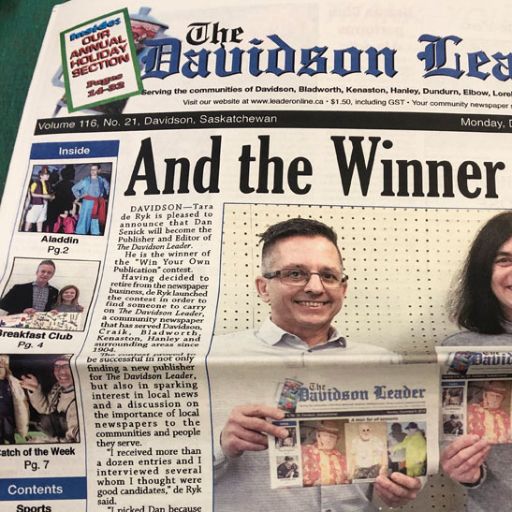 Inside:
OUR
ANNUAL
HOLIDAY
SECTION
Pages
The
Davidson Lea
Serving the communities of Davidson, Bladworth, Kenaston, Hanley, Dundurn, Elbow,
Visit our website at www.leaderonline.ca - $1.50, including GST - Your community newspaper
Volume 116, No. 21, Davidson, Saskatchewan
Monday,
Inside
Aladdin
Pg.2
Breakfast Club
Pg. 4
atch of the Week
Pg. 7
Contents
Sports
And the Winner
DAVIDSON—Tara
de Ryk is pleased to
announce that Dan
Senick will become the
Publisher and Editor of
The Davidson Leader.
He is the winner of
the "Win Your Own
Publication" contest.
Having decided to
retire from the newspaper
business, de Ryk launched
the contest in order to
find someone to carry
on The Davidson Leader,
a community newspaper
that has served Davidson,
Craik, Bladworth,
Kenaston, Hanley and
surrounding areas since
1904.
be successful in not only
finding a new publisher
for The Davidson Leader,
but also in sparking
interest in local news
and a discussion on
the importance of local
newspapers to the
communities and people
they serve.
"I received more than
a dozen entries and I
interviewed several
whom I thought were
good candidates," de Ryk
said.
"I picked Dan because
The
Davidson Leader
David